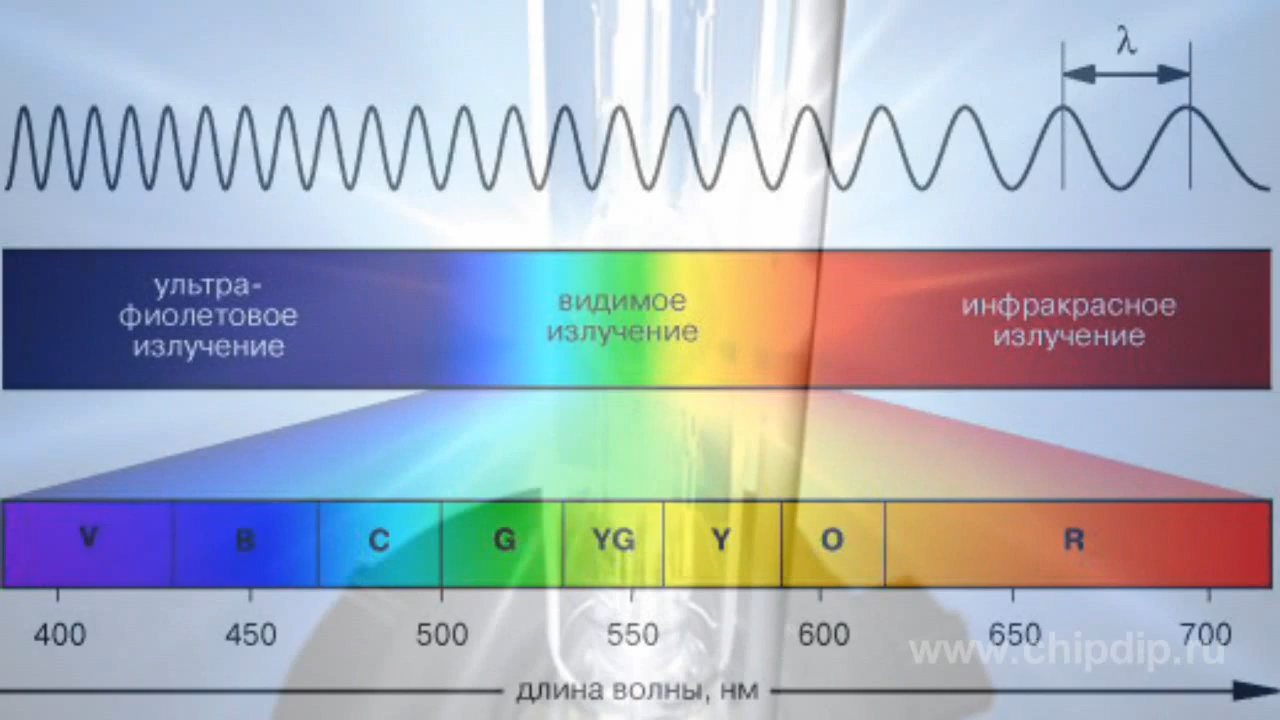 λ
ультра-
фиолетовое
излучение
видимое
излучение
инфракрасное
излучение
V B C G YG Y O R
400 450 500 550 600 650 700
www.chipdip.ru
длина волны, нм